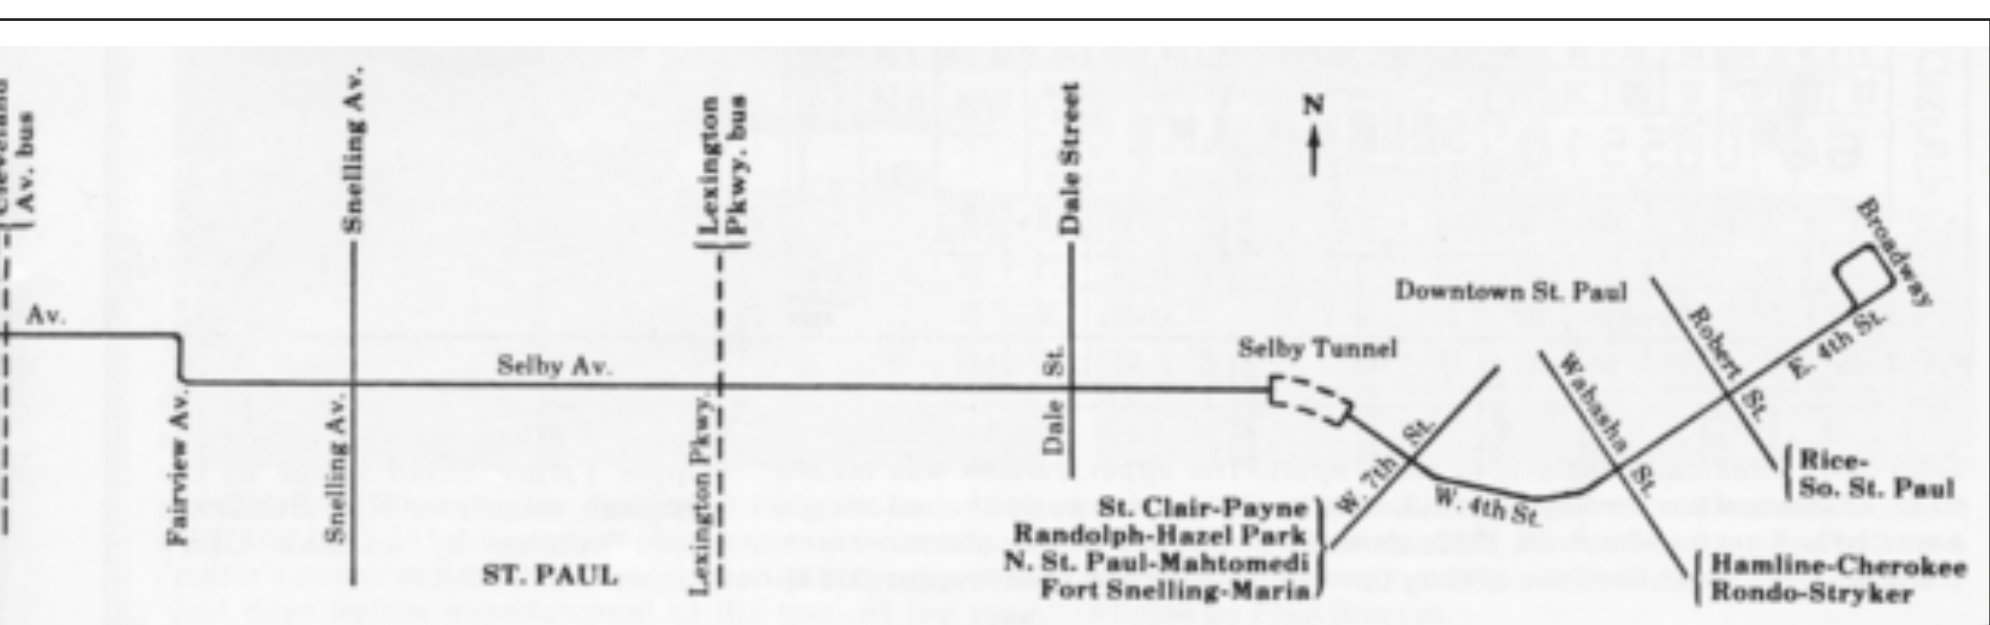 Av. bus
Snelling Av.
Lexington
Pkwy. bus
Dale Street
N
Broadway
Downtown St. Paul
Av.
Selby Av.
St.
Selby Tunnel
Robert St.
E. 4th St.
Wabasha St.
Fairview Av.
Snelling Av.
Lexington Pkwy.
Dale
W. 7th St.
W. 4th St.
Rice-
So. St. Paul
St. Clair-Payne
Randolph-Hazel Park
N. St. Paul-Mahtomedi
Fort Snelling-Maria
ST. PAUL
Hamline-Cherokee
Rondo-Stryker